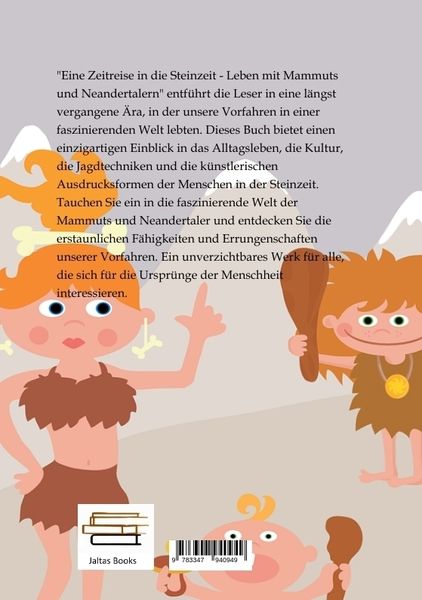 "Eine Zeitreise in die Steinzeit - Leben mit Mammuts
und Neandertalern" entführt die Leser in eine längst
vergangene Ära, in der unsere Vorfahren in einer
faszinierenden Welt lebten. Dieses Buch bietet einen
einzigartigen Einblick in das Alltagsleben, die Kultur,
die Jagdtechniken und die künstlerischen
Ausdrucksformen der Menschen in der Steinzeit.
Tauchen Sie ein in die faszinierende Welt der
Mammuts und Neandertaler und entdecken Sie die
erstaunlichen Fähigkeiten und Errungenschaften
unserer Vorfahren. Ein unverzichtbares Werk für alle,
die sich für die Ursprünge der Menschheit
interessieren.
Jaltas Books
9 783347 940949